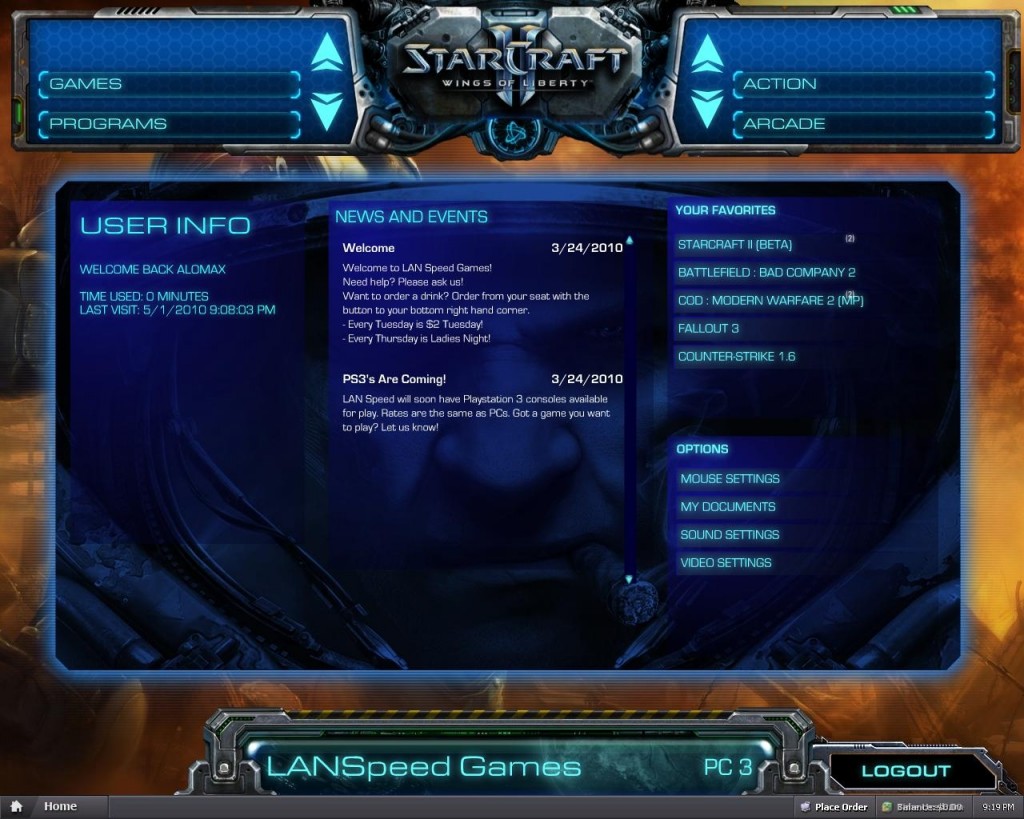 STARCRAFT
II
WINGS OF LIBERTY
GAMES
PROGRAMS
ACTION
ARCADE
USER INFO
WELCOME BACK ALOMAX
TIME USED: 0 MINUTES
LAST VISIT: 5/1/2010 9:08:03 PM
NEWS AND EVENTS
Welcome 3/24/2010
Welcome to LAN Speed Games!
Need help? Please ask us!
Want to order a drink? Order from your seat with the
button to your bottom right hand corner.
- Every Tuesday is $2 Tuesday!
- Every Thursday is Ladies Night!
PS3's Are Coming! 3/24/2010
LAN Speed will soon have Playstation 3 consoles available
for play. Rates are the same as PCs. Got a game you want
to play? Let us know!
YOUR FAVORITES
STARCRAFT II (BETA) (2)
BATTLEFIELD : BAD COMPANY 2
COD : MODERN WARFARE 2 (MP)
FALLOUT 3
COUNTER-STRIKE 1.6
OPTIONS
MOUSE SETTINGS
MY DOCUMENTS
SOUND SETTINGS
VIDEO SETTINGS
LANSpeed Games PC 3
LOGOUT
Home Place Order 9:19 PM